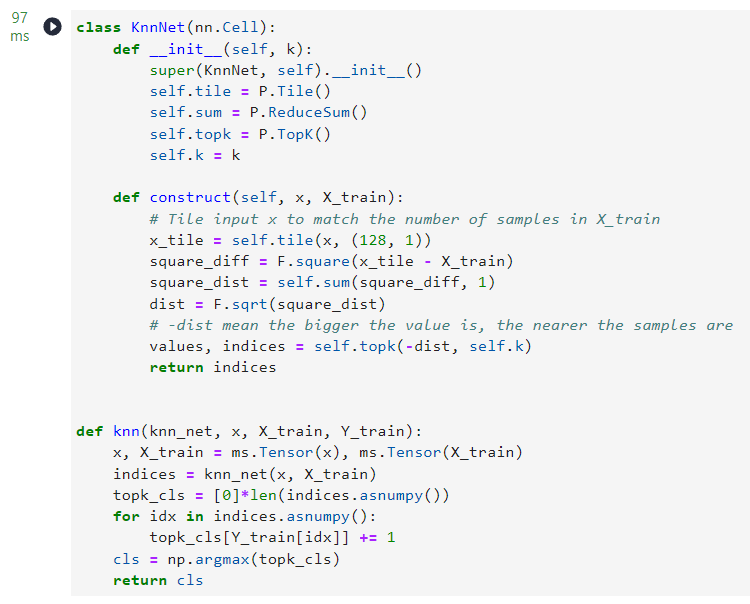 97
ms
class KnnNet(nn.Cell):
    def __init__(self, k):
        super(KnnNet, self).__init__()
        self.tile = P.Tile()
        self.sum = P.ReduceSum()
        self.topk = P.TopK()
        self.k = k

    def construct(self, x, X_train):
        # Tile input x to match the number of samples in X_train
        x_tile = self.tile(x, (128, 1))
        square_diff = F.square(x_tile - X_train)
        square_dist = self.sum(square_diff, 1)
        dist = F.sqrt(square_dist)
        # -dist mean the bigger the value is, the nearer the samples are
        values, indices = self.topk(-dist, self.k)
        return indices


def knn(knn_net, x, X_train, Y_train):
    x, X_train = ms.Tensor(x), ms.Tensor(X_train)
    indices = knn_net(x, X_train)
    topk_cls = [0]*len(indices.asnumpy())
    for idx in indices.asnumpy():
        topk_cls[Y_train[idx]] += 1
    cls = np.argmax(topk_cls)
    return cls